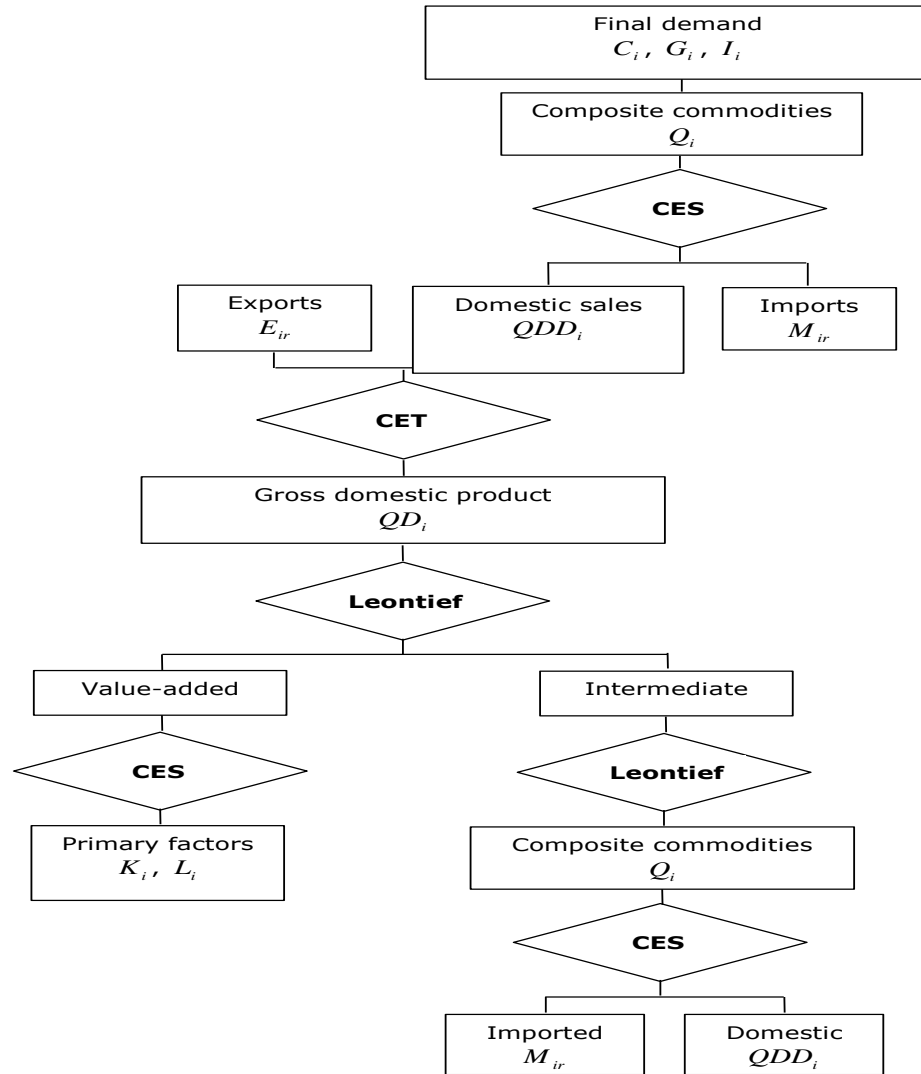 Final demand
C_i, G_i, I_i
Composite commodities
Q_i
CES
Exports
E_ir
Domestic sales
QDD_i
Imports
M_ir
CET
Gross domestic product
QD_i
Leontief
Value-added
Intermediate
CES
Leontief
Primary factors
K_i, L_i
Composite commodities
Q_i
CES
Imported
M_ir
Domestic
QDD_i